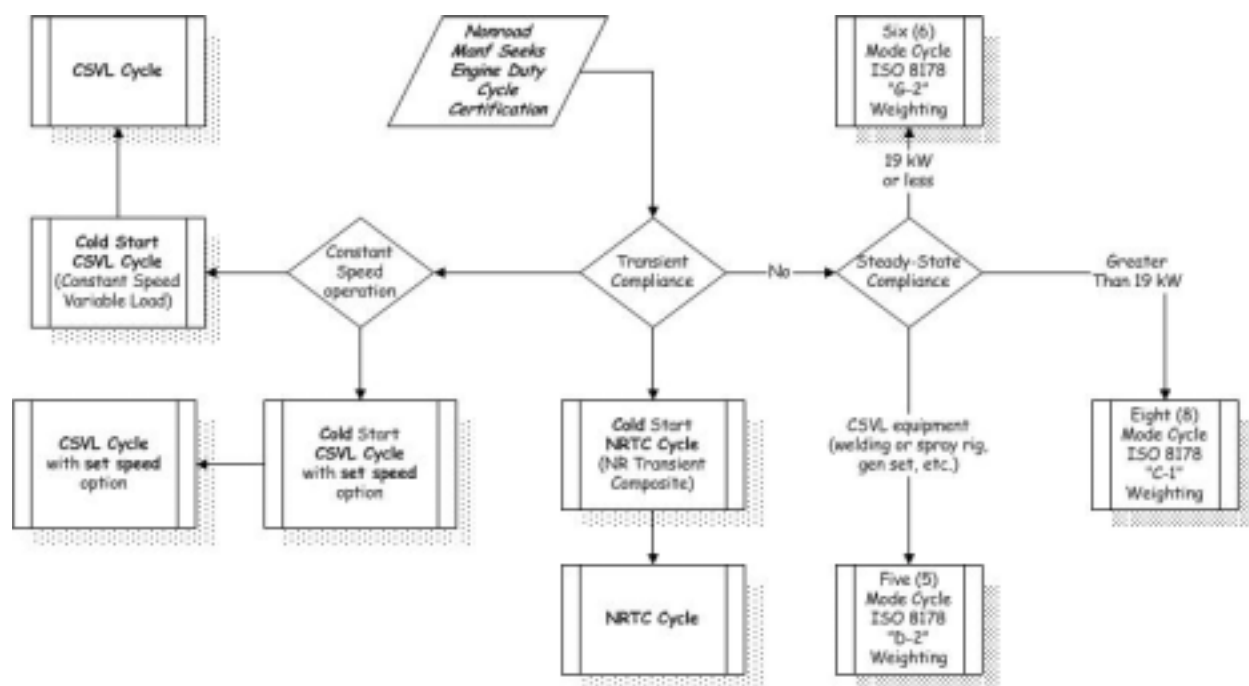 CSVL Cycle
Nonroad
Manf Seeks
Engine Duty
Cycle
Certification
Six (6)
Mode Cycle
ISO 8178
"G-2"
Weighting
19 kW
or less
Cold Start
CSVL Cycle
(Constant Speed
Variable Load)
Constant
Speed
operation
Transient
Compliance
No
Steady-State
Compliance
Greater
Than 19 kW
CSVL Cycle
with set speed
option
Cold Start
CSVL Cycle
with set speed
option
Cold Start
NRTC Cycle
(NR Transient
Composite)
CSVL equipment
(welding or spray rig,
gen set, etc.)
Eight (8)
Mode Cycle
ISO 8178
"C-1"
Weighting
NRTC Cycle
Five (5)
Mode Cycle
ISO 8178
"D-2"
Weighting